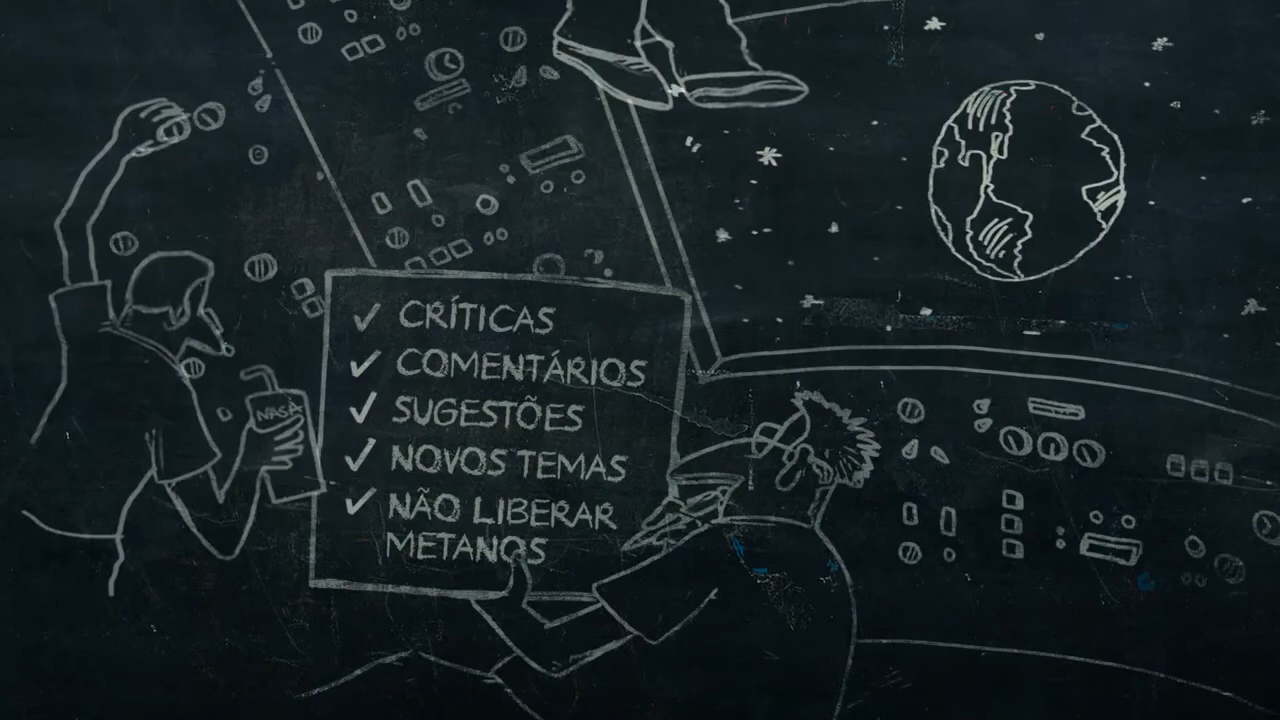 CRÍTICAS
COMENTÁRIOS
SUGESTÕES
NOVOS TEMAS
NÃO LIBERAR
METANOS
NASA